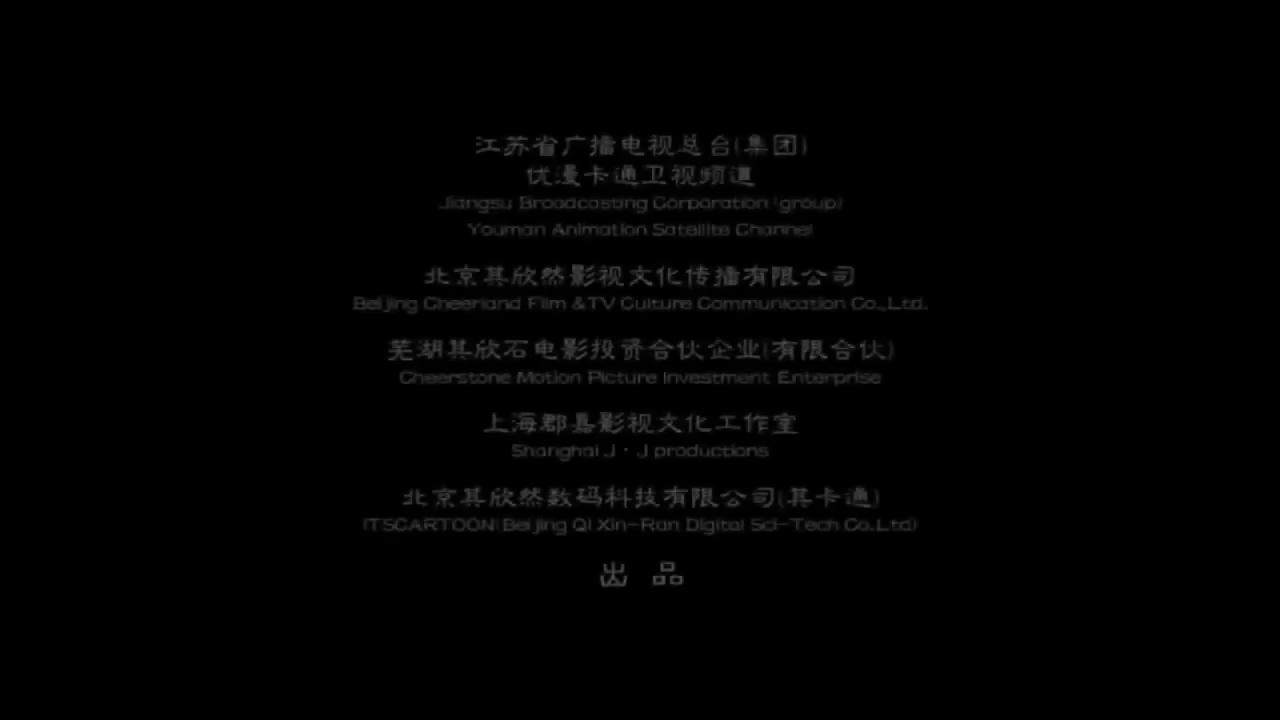 江苏省广播电视总台(集团)
优漫卡通卫视频道
Jiangsu Broadcasting Corporation (group)
Youman Animation Satellite Channel
北京其欣然影视文化传播有限公司
Beijing Cheerland Film &TV Culture Communication Co.,Ltd.
芜湖其欣石电影投资合伙企业(有限合伙)
Cheerstone Motion Picture Investment Enterprise
上海郡嘉影视文化工作室
Shanghai J·J productions
北京其欣然数码科技有限公司(其卡通)
ITSCARTOON(Beijing Qi Xin-Ran Digital Sci-Tech Co.Ltd)
出 品